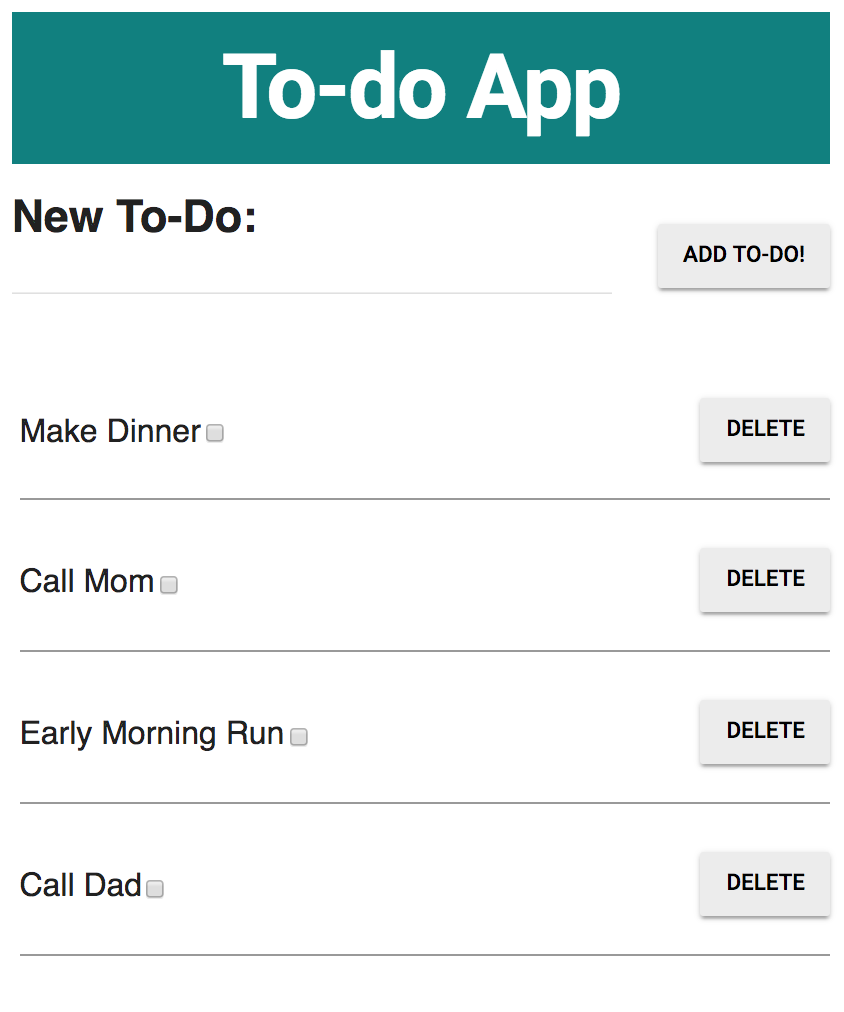 To-do App
New To-Do:
ADD TO-DO!
Make Dinner
DELETE
Call Mom
DELETE
Early Morning Run
DELETE
Call Dad
DELETE